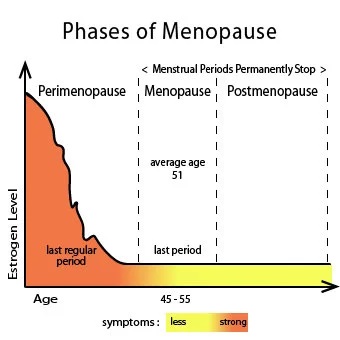 Phases of Menopause
< Menstrual Periods Permanently Stop >
Perimenopause
Menopause
Postmenopause
average age
51
Estrogen Level
last regular
period
last period
Age
45 - 55
symptoms :
less
strong